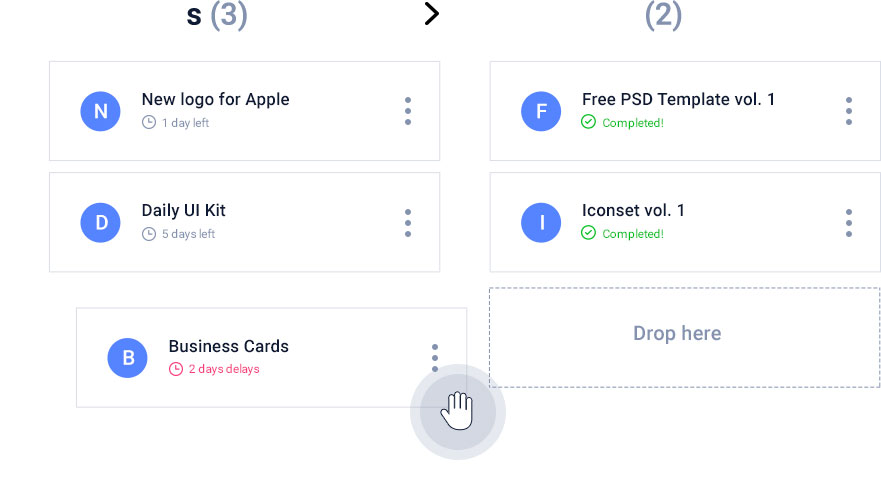 s (3)
(2)
N
New logo for Apple
1 day left
F
Free PSD Template vol. 1
Completed!
D
Daily UI Kit
5 days left
I
Iconset vol. 1
Completed!
B
Business Cards
2 days delays
Drop here